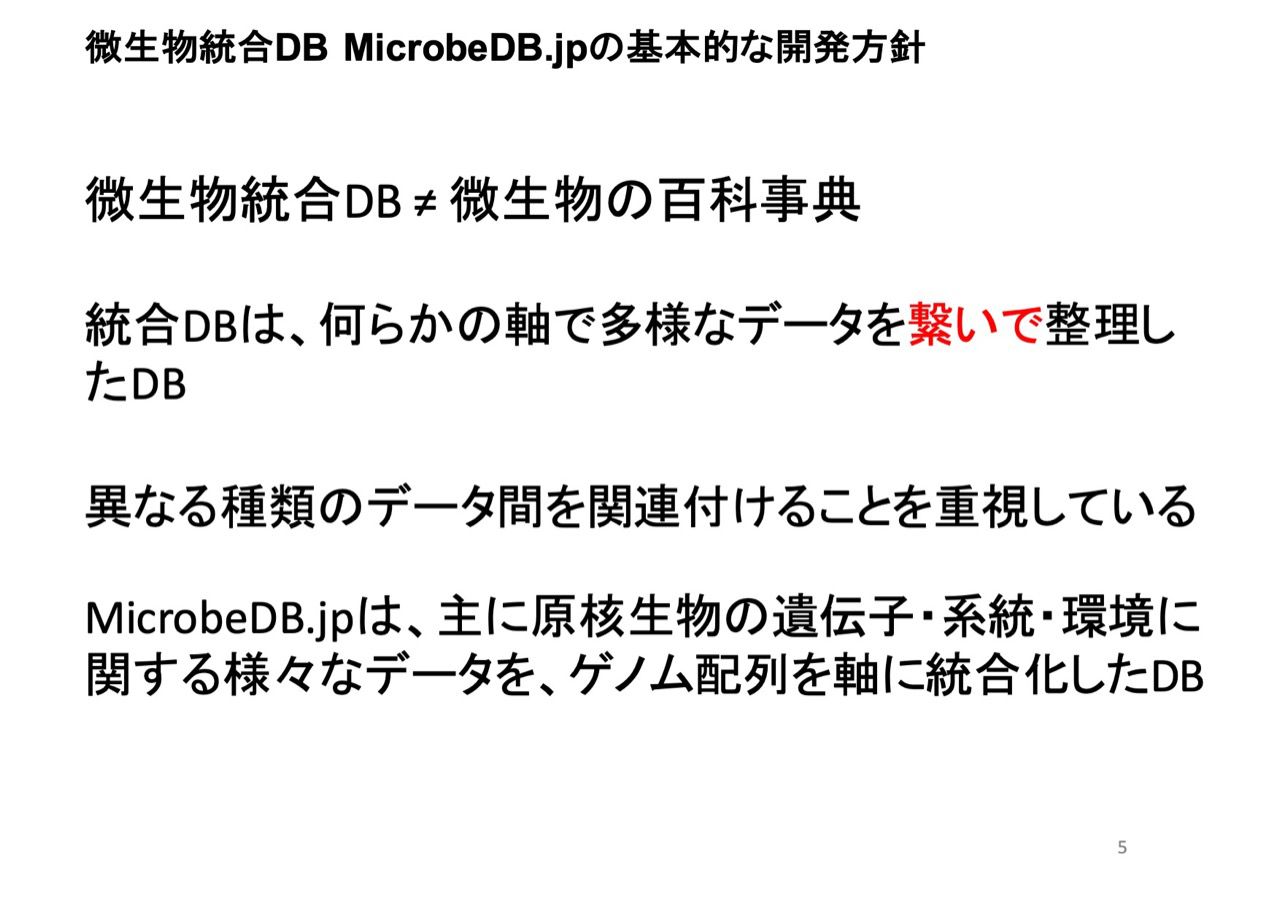 微生物統合DB MicrobeDB.jpの基本的な開発方針
微生物統合DB ≠ 微生物の百科事典
統合DBは、何らかの軸で多様なデータを繋いで整理し
たDB
異なる種類のデータ間を関連付けることを重視している
MicrobeDB.jpは、主に原核生物の遺伝子・系統・環境に
関する様々なデータを、ゲノム配列を軸に統合化したDB
5